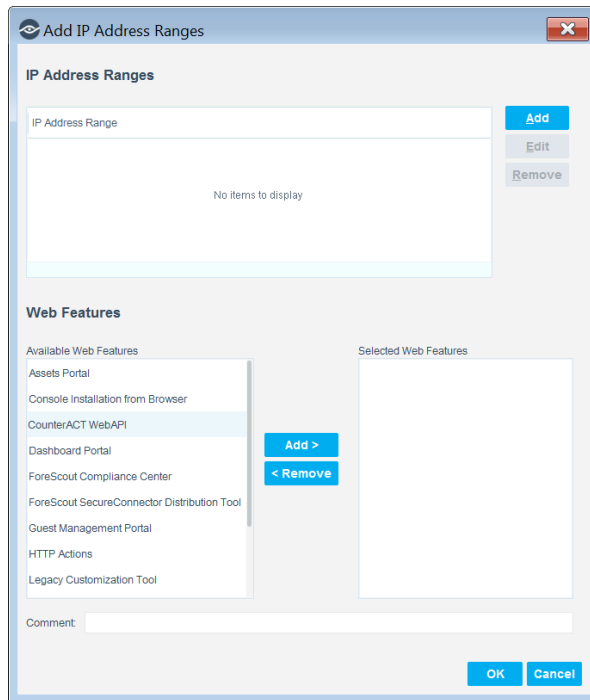 Add IP Address Ranges
IP Address Ranges
IP Address Range
Add
Edit
Remove
No items to display
Web Features
Available Web Features
Selected Web Features
Assets Portal
Console Installation from Browser
CounterACT WebAPI
Dashboard Portal
ForeScout Compliance Center
ForeScout SecureConnector Distribution Tool
Guest Management Portal
HTTP Actions
Legacy Customization Tool
Add >
< Remove
Comment:
OK
Cancel